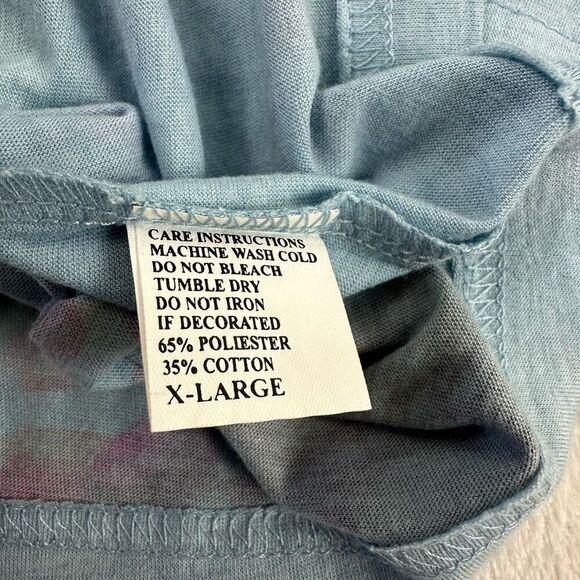 CARE INSTRUCTIONS
MACHINE WASH COLD
DO NOT BLEACH
TUMBLE DRY
DO NOT IRON
IF DECORATED
65% POLIESTER
35% COTTON
X-LARGE